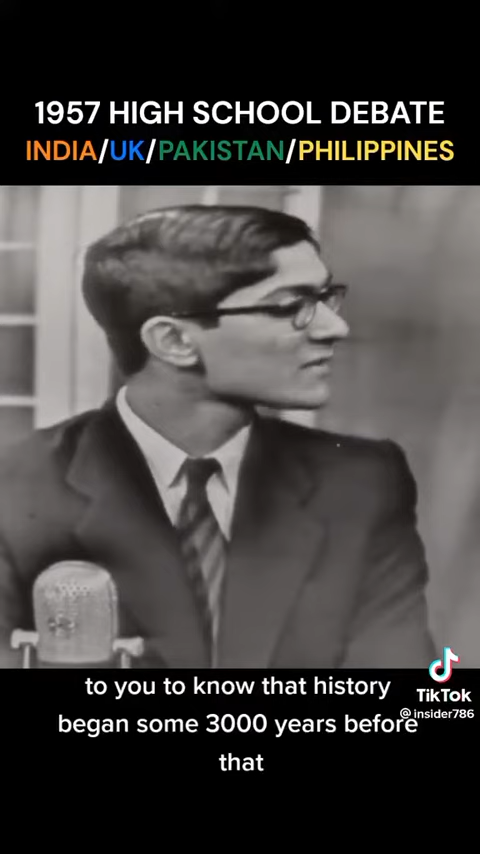 1957 HIGH SCHOOL DEBATE
INDIA/UK/PAKISTAN/PHILIPPINES
to you to know that history
began some 3000 years before
that
TikTok
@insider786